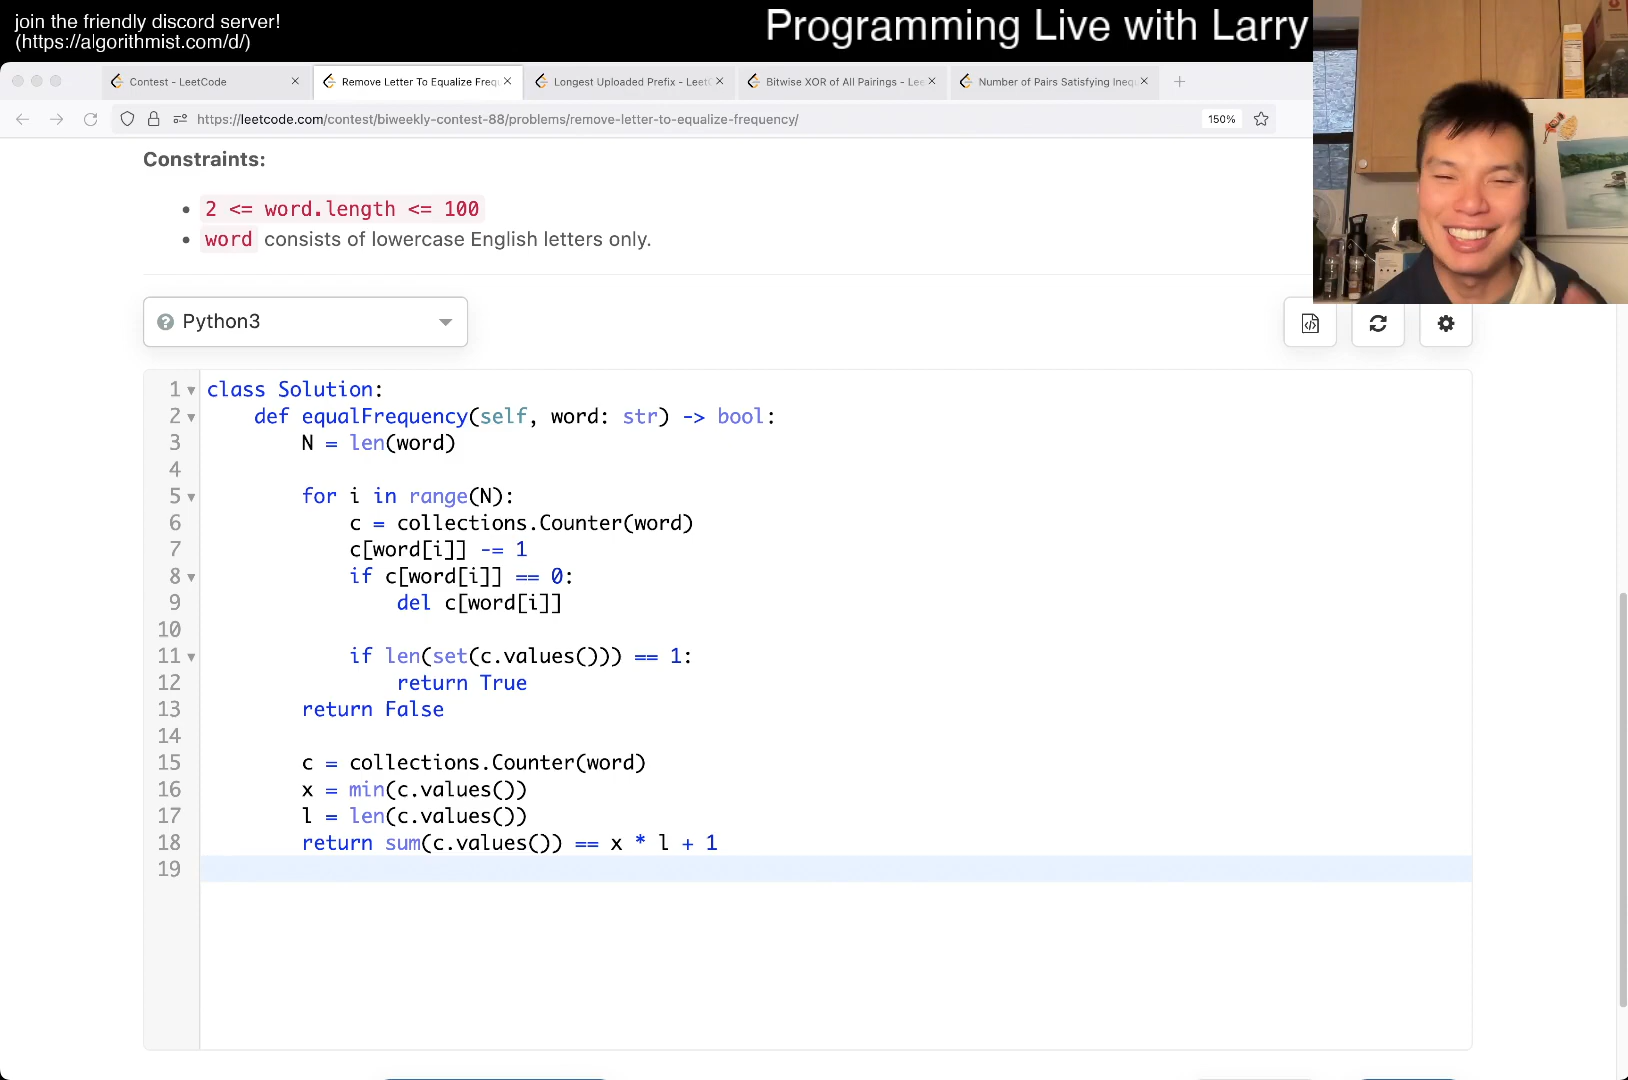 join the friendly discord server!
(https://algorithmist.com/d/)
Programming Live with Larry
Contest - LeetCode
Remove Letter To Equalize Freq
Longest Uploaded Prefix - Leet
Bitwise XOR of All Pairings - Lee
Number of Pairs Satisfying Ineq
https://leetcode.com/contest/biweekly-contest-88/problems/remove-letter-to-equalize-frequency/
150%
Constraints:
2 <= word.length <= 100
word consists of lowercase English letters only.
Python3
1 class Solution:
2 def equalFrequency(self, word: str) -> bool:
3 N = len(word)
4
5 for i in range(N):
6 c = collections.Counter(word)
7 c[word[i]] -= 1
8 if c[word[i]] == 0:
9 del c[word[i]]
10
11 if len(set(c.values())) == 1:
12 return True
13 return False
14
15 c = collections.Counter(word)
16 x = min(c.values())
17 l = len(c.values())
18 return sum(c.values()) == x * l + 1
19